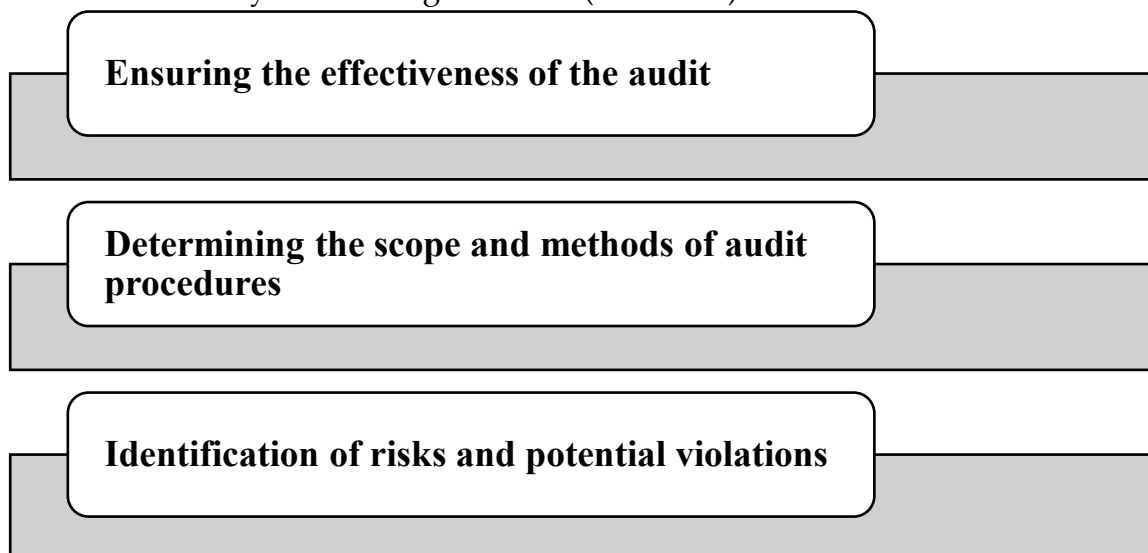 Ensuring the effectiveness of the audit
Determining the scope and methods of audit
procedures
Identification of risks and potential violations